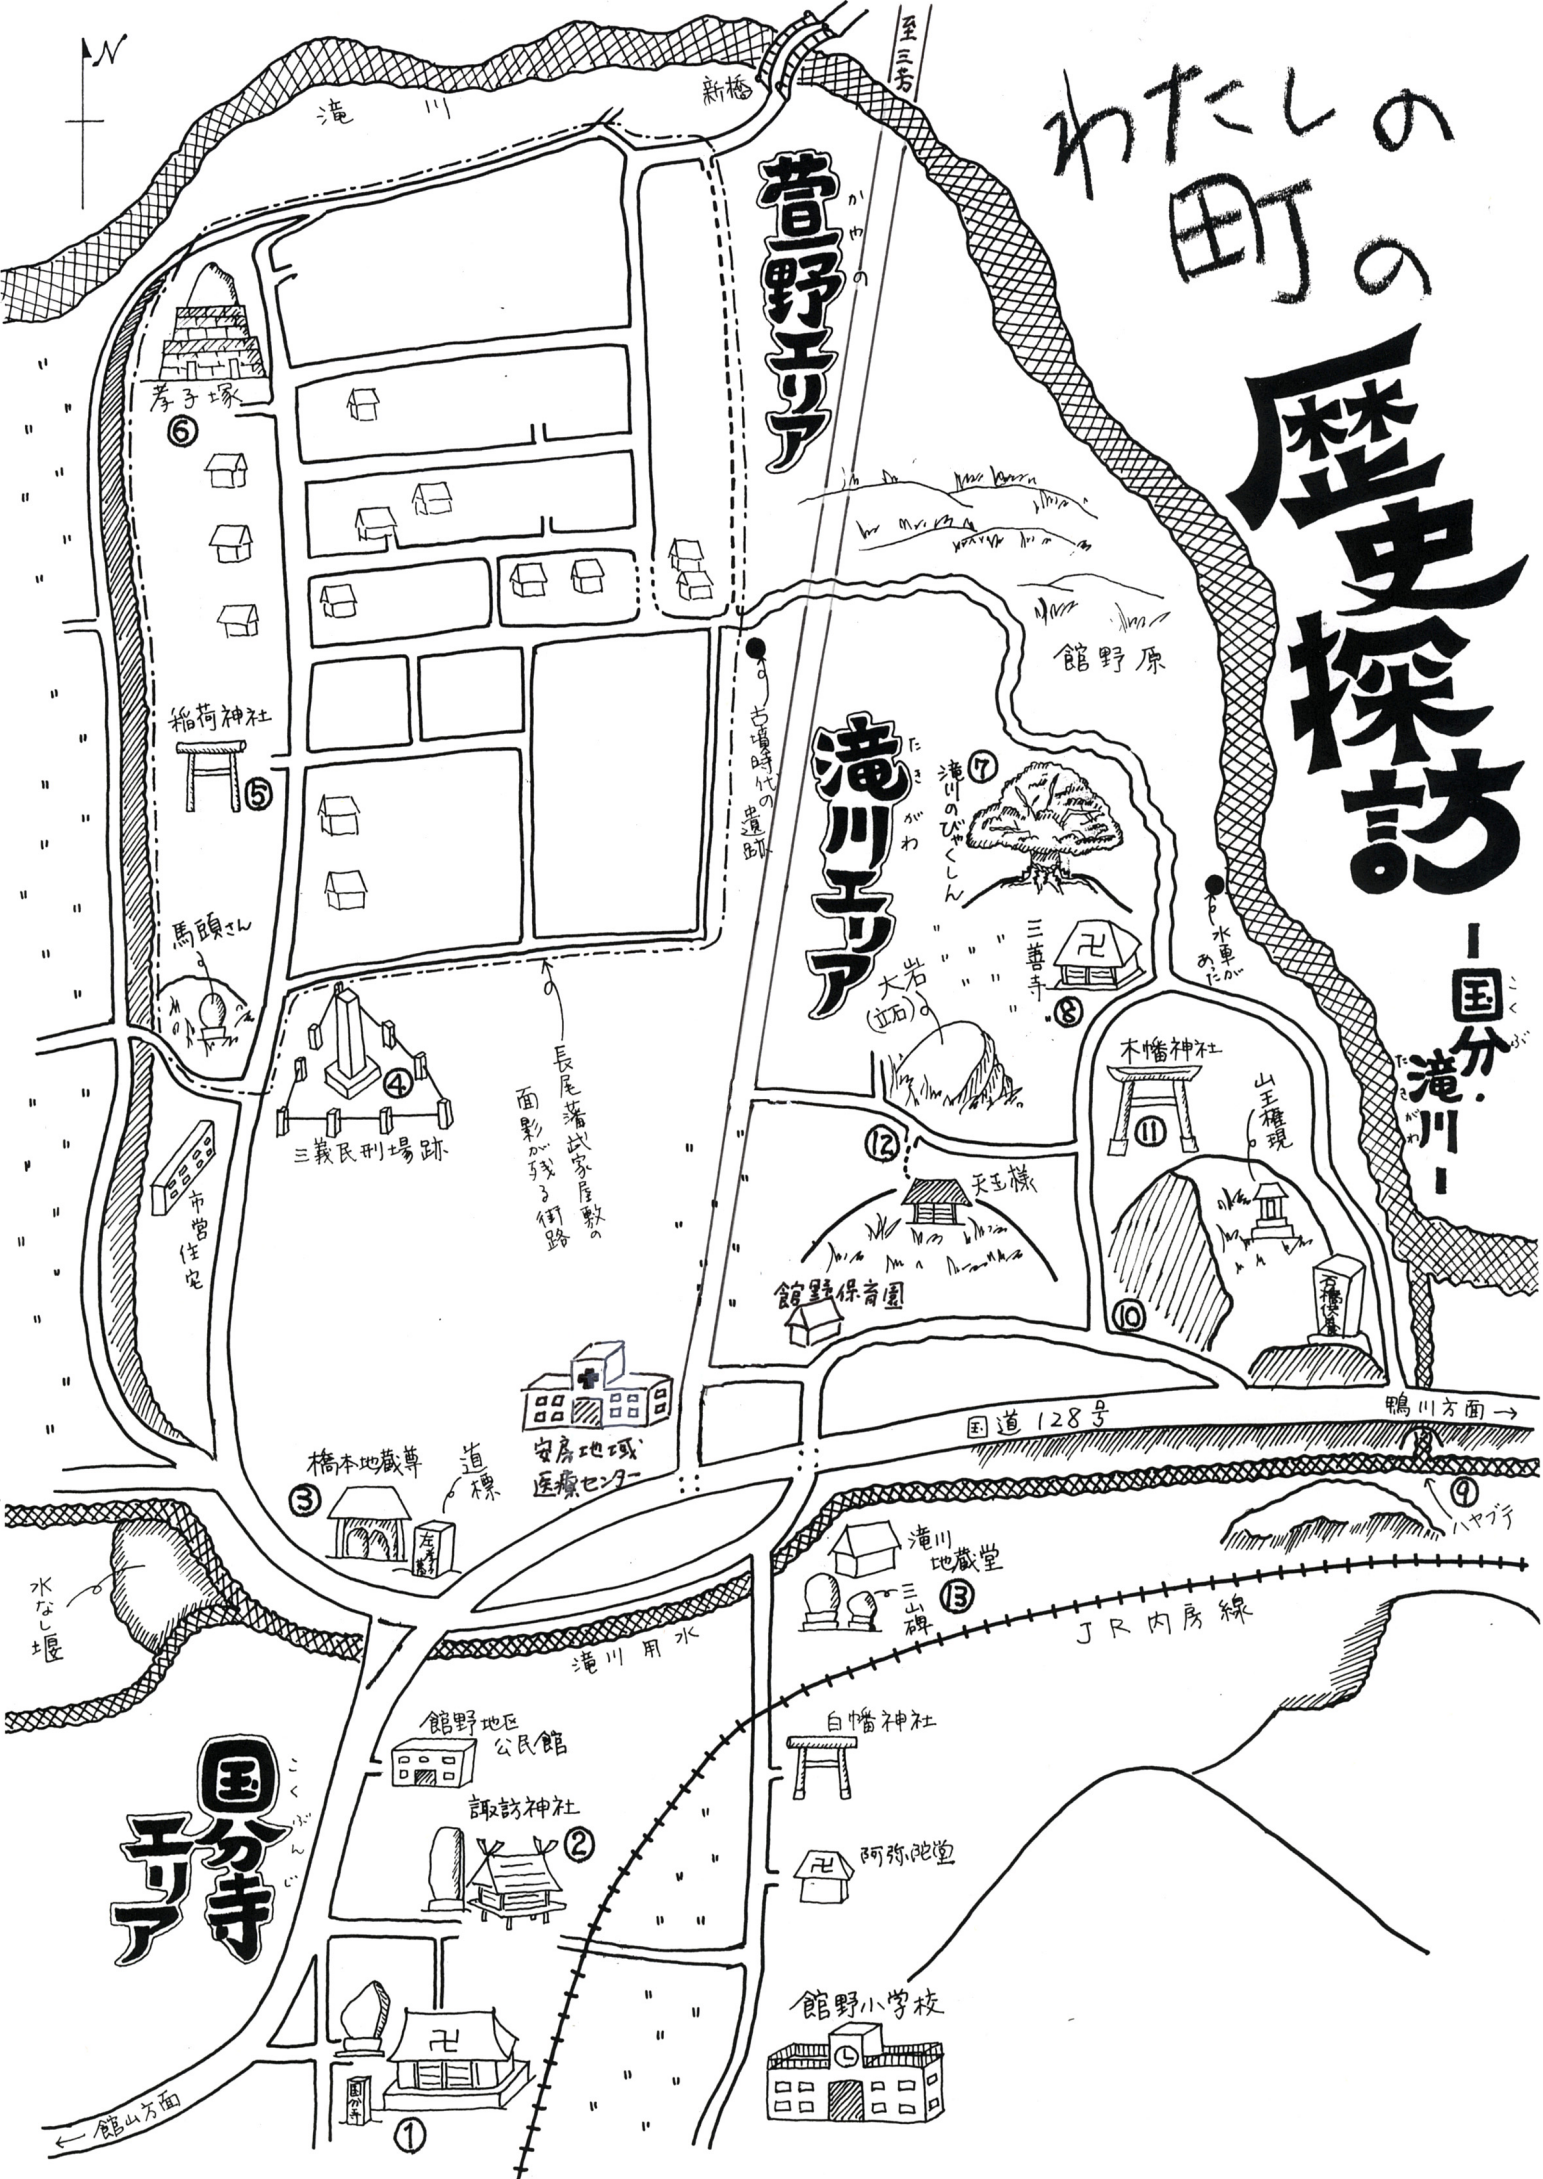 N
わたしの
町の
歴史探訪
―国分・滝川―
こくぶ
たきがわ
至三芳
新橋
滝川
萱野エリア
かやの
孝子塚
⑥
館野原
稲荷神社
⑤
古墳時代の遺跡
滝川エリア
たきがわ
⑦
滝川のびゃくしん
水車があった
三善寺
⑧
馬頭さん
大岩
(立石)
④
三義民刑場跡
長尾藩武家屋敷の
面影が残る街路
木幡神社
⑪
山王権現
⑫
天王様
市営住宅
館野保育園
⑩
石橋供養
安房地域
医療センター
国道128号
鴨川方面→
橋本地蔵尊
③
道標
⑨
ハヤブテ
滝川
地蔵堂
⑬
三山碑
水なし堰
滝川用水
JR内房線
館野地区
公民館
白幡神社
国分寺エリア
こくぶんじ
諏訪神社
②
卍
阿弥陀堂
館野小学校
国分寺
①
←館山方面